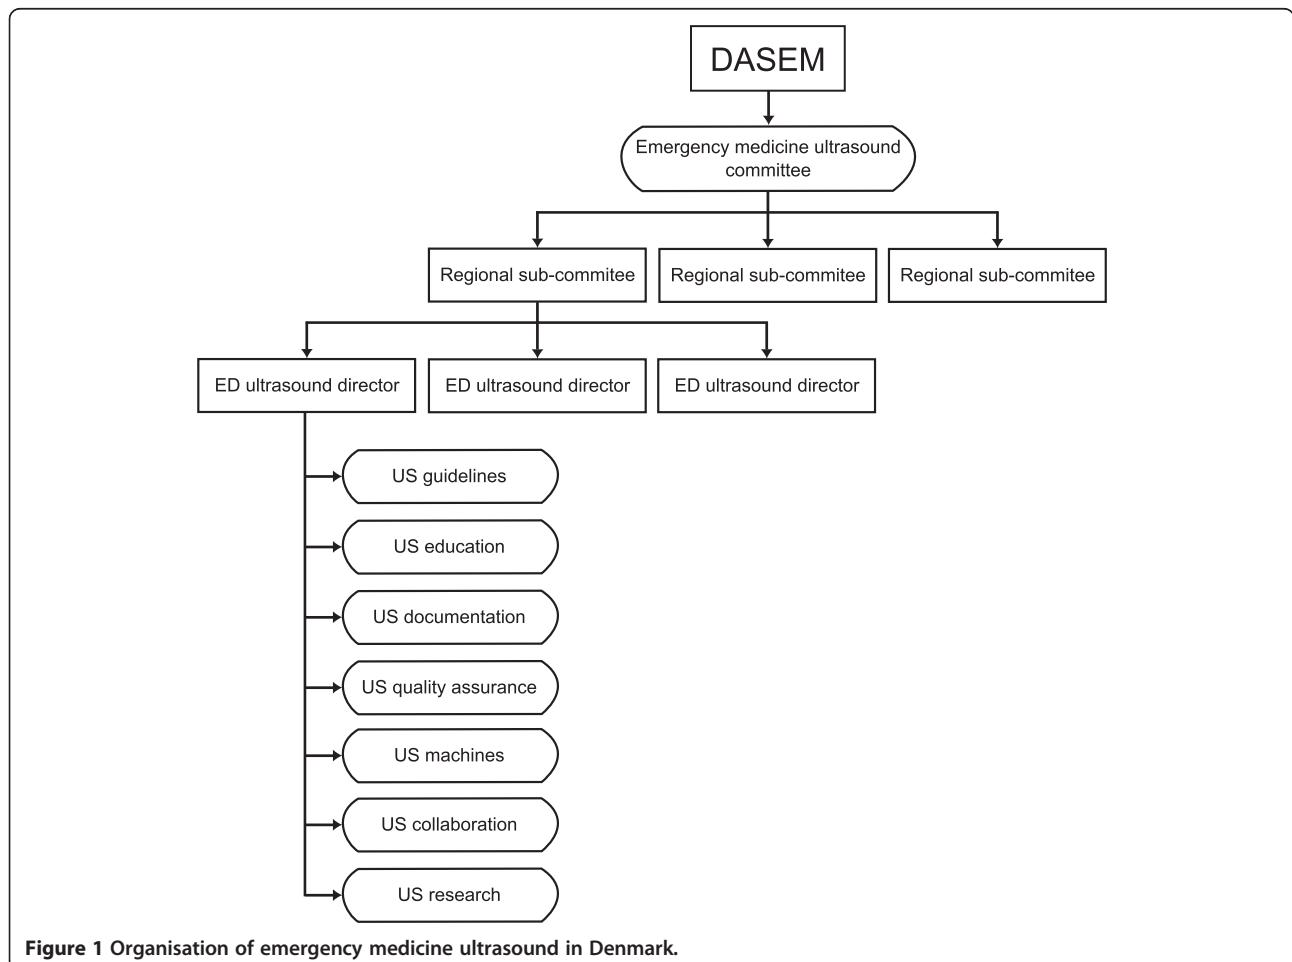 DASEM
Emergency medicine ultrasound
committee
Regional sub-commitee
Regional sub-commitee
Regional sub-commitee
ED ultrasound director
ED ultrasound director
ED ultrasound director
US guidelines
US education
US documentation
US quality assurance
US machines
US collaboration
US research
Figure 1 Organisation of emergency medicine ultrasound in Denmark.